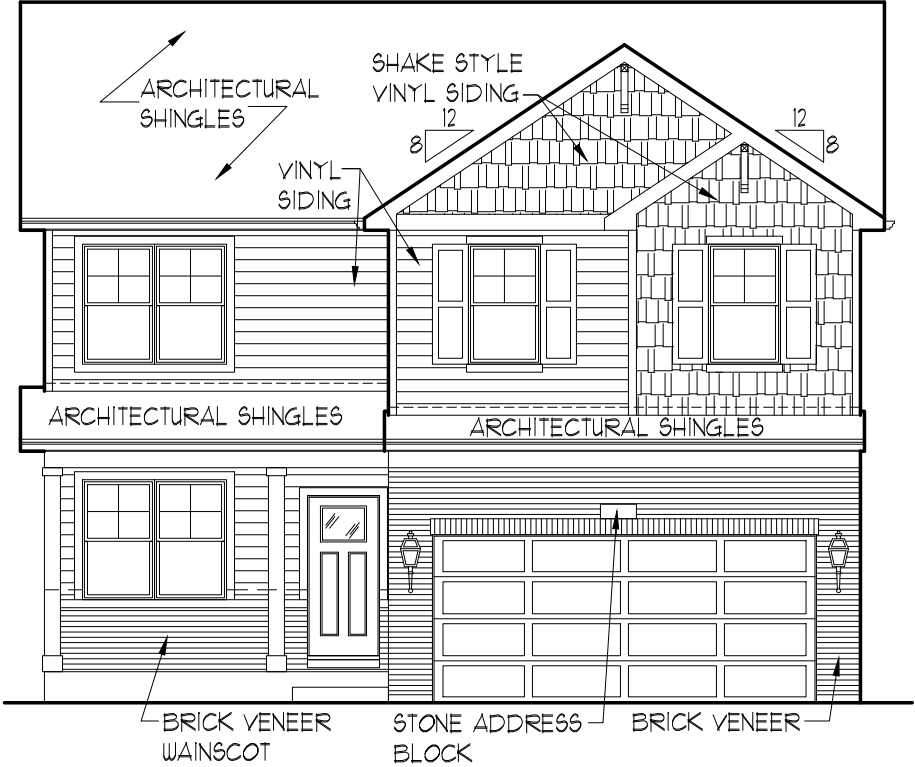 SHAKE STYLE
VINYL SIDING
ARCHITECTURAL
SHINGLES
12
8
12
8
VINYL
SIDING
ARCHITECTURAL SHINGLES
ARCHITECTURAL SHINGLES
BRICK VENEER
WAINSCOT
STONE ADDRESS
BLOCK
BRICK VENEER